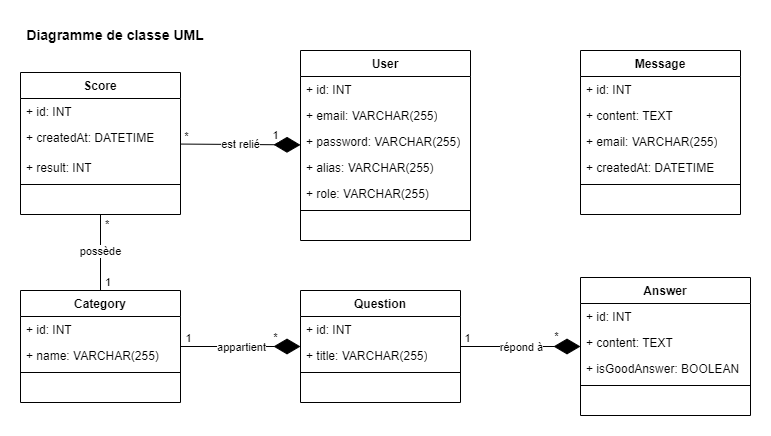 Diagramme de classe UML
Score
+ id: INT
+ createdAt: DATETIME
+ result: INT
* est relié 1
User
+ id: INT
+ email: VARCHAR(255)
+ password: VARCHAR(255)
+ alias: VARCHAR(255)
+ role: VARCHAR(255)
Message
+ id: INT
+ content: TEXT
+ email: VARCHAR(255)
+ createdAt: DATETIME
*
possède
1
Category
+ id: INT
+ name: VARCHAR(255)
1 appartient *
Question
+ id: INT
+ title: VARCHAR(255)
1 répond à *
Answer
+ id: INT
+ content: TEXT
+ isGoodAnswer: BOOLEAN